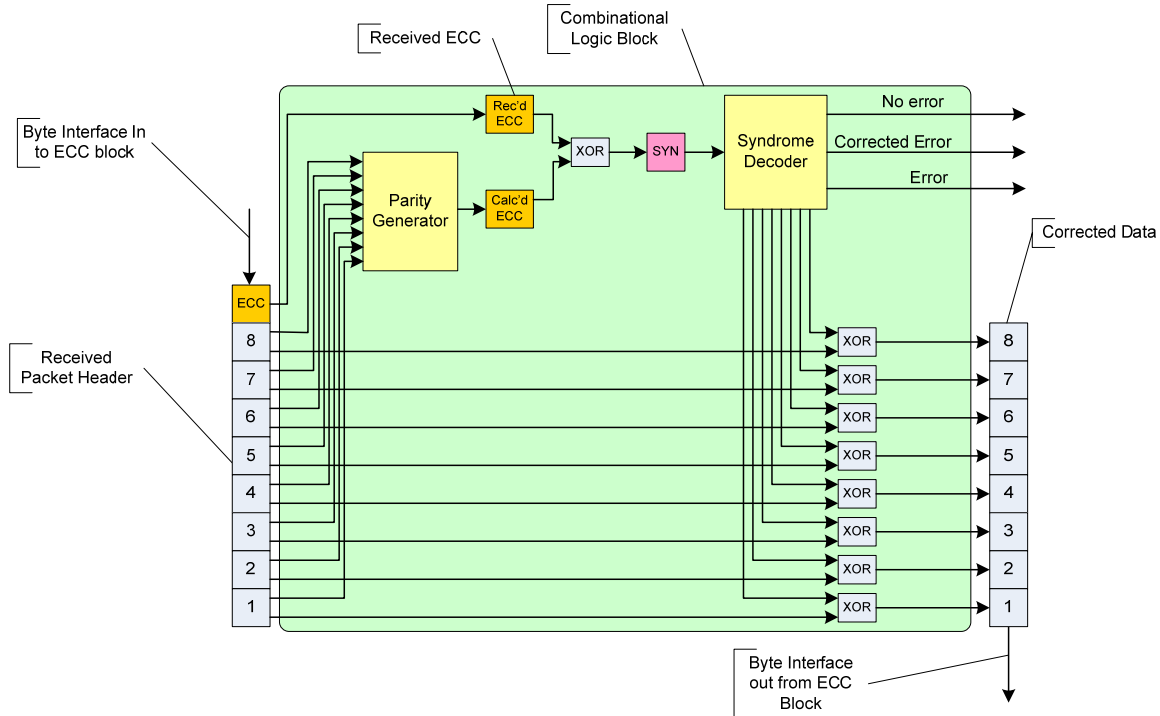 Combinational
Logic Block
Received ECC
Byte Interface In
to ECC block
Rec'd
ECC
XOR
SYN
Syndrome
Decoder
No error
Corrected Error
Error
Parity
Generator
Calc'd
ECC
Corrected Data
ECC
Received
Packet Header
8
7
6
5
4
3
2
1
XOR
XOR
XOR
XOR
XOR
XOR
XOR
XOR
8
7
6
5
4
3
2
1
Byte Interface
out from ECC
Block